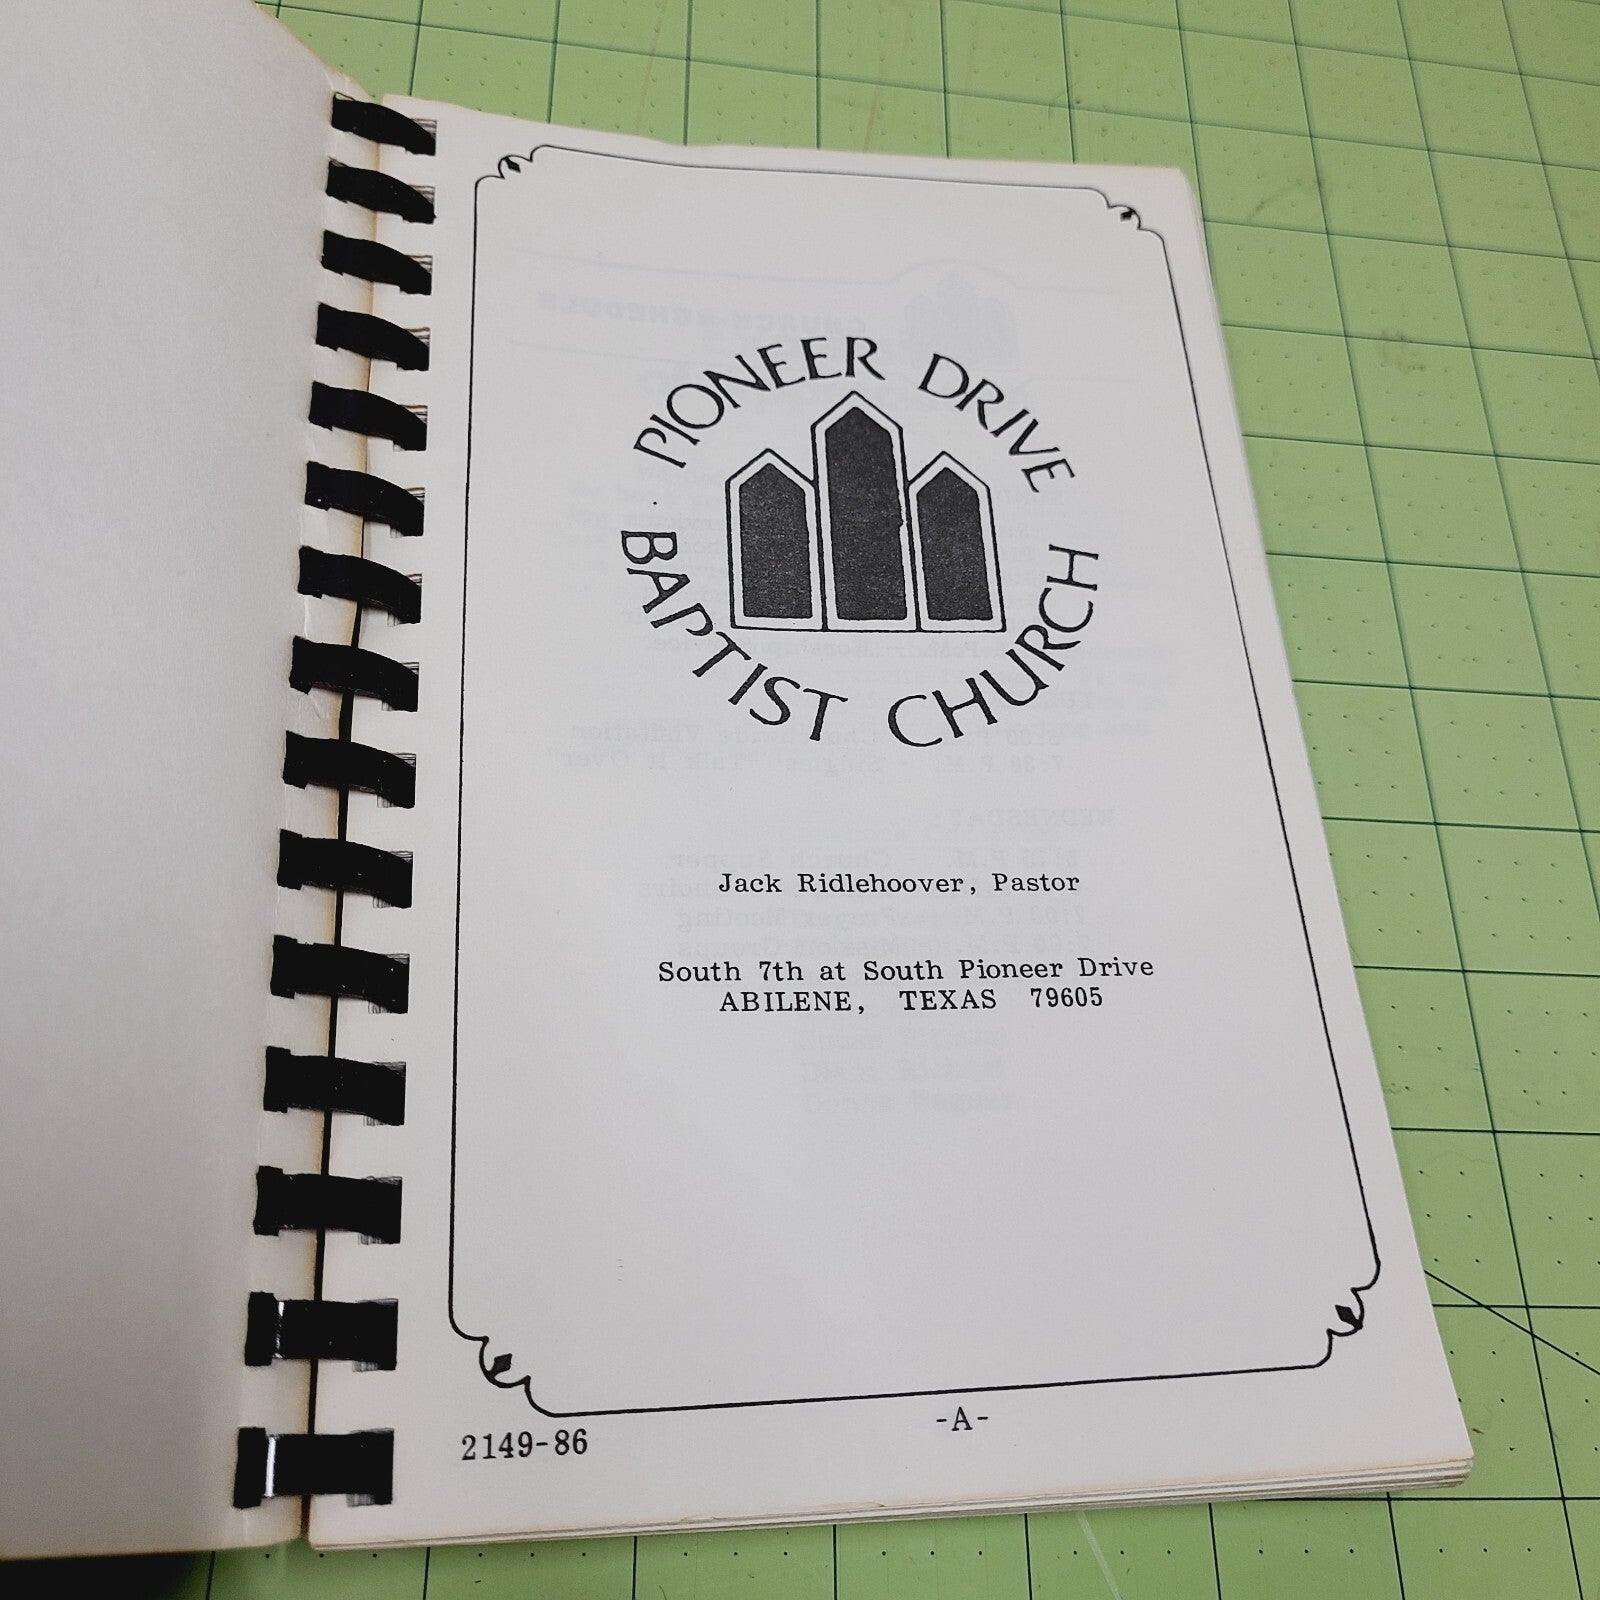 PIONEER DRIVE
BAPTIST CHURCH
Jack Ridlehoover, Pastor
South 7th at South Pioneer Drive
ABILENE, TEXAS 79605
-A-
2149-86